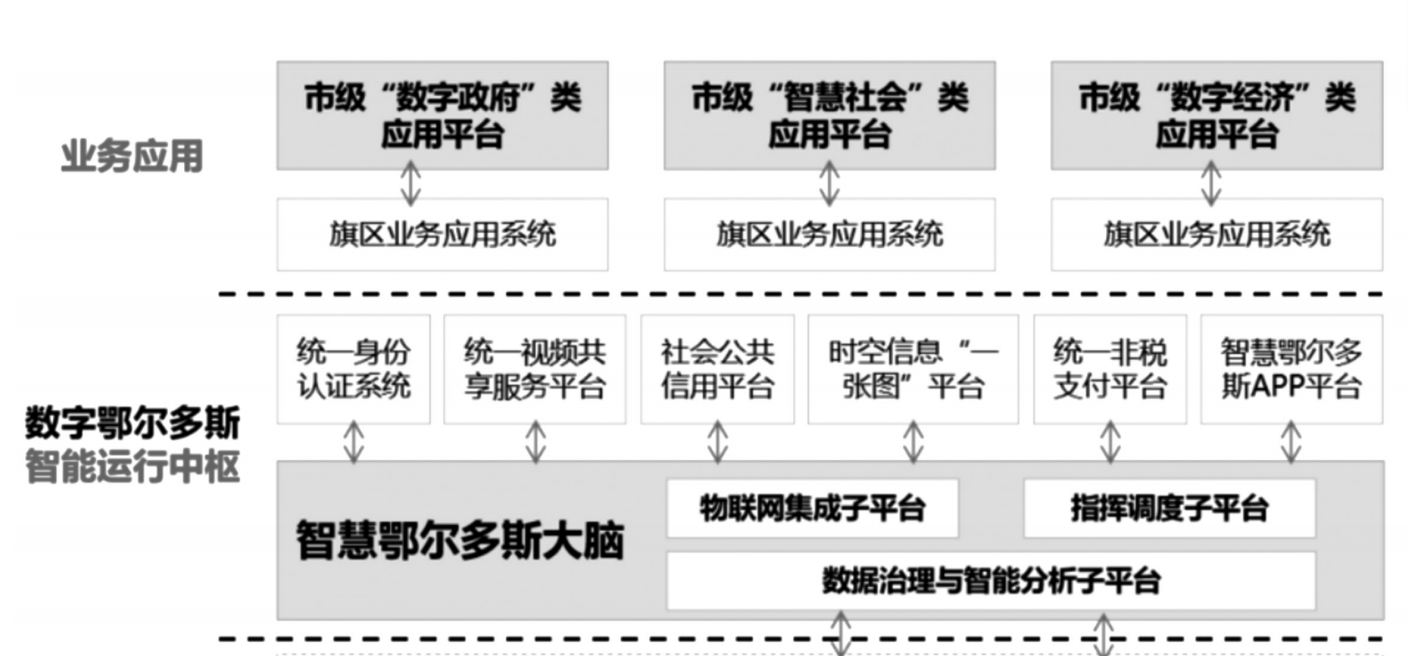 市级“数字政府”类
应用平台
市级“智慧社会”类
应用平台
市级“数字经济”类
应用平台
业务应用
旗区业务应用系统
旗区业务应用系统
旗区业务应用系统
统一身份
认证系统
统一视频共
享服务平台
社会公共
信用平台
时空信息“一
张图”平台
统一非税
支付平台
智慧鄂尔多
斯APP平台
数字鄂尔多斯
智能运行中枢
智慧鄂尔多斯大脑
物联网集成子平台
指挥调度子平台
数据治理与智能分析子平台